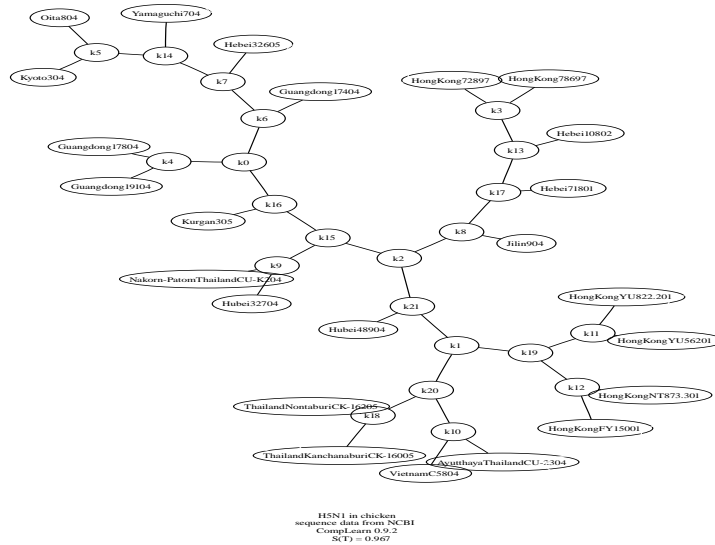 Oita804
Yamaguchi704
k5
k14
Hebei32605
Kyoto304
k7
HongKong72897
HongKong78697
Guangdong17404
k3
k6
Hebei10802
Guangdong17804
k13
k4
k0
Guangdong19104
k17
Hebei71801
k16
Kurgan305
k8
k15
Jilin904
k2
k9
Nakorn-PatomThailandCU-K204
HongKongYU822.201
Hubei32704
k21
Hubei48904
k11
HongKongYU56201
k1
k19
k12
k20
HongKongNT873.301
ThailandNontaburiCK-16205
k18
HongKongFY15001
k10
ThailandKanchanaburiCK-16005
AyutthayaThailandCU-2304
VietnamC5804
H5N1 in chicken
sequence data from NCBI
CompLearn 0.9.2
S(T) = 0.967